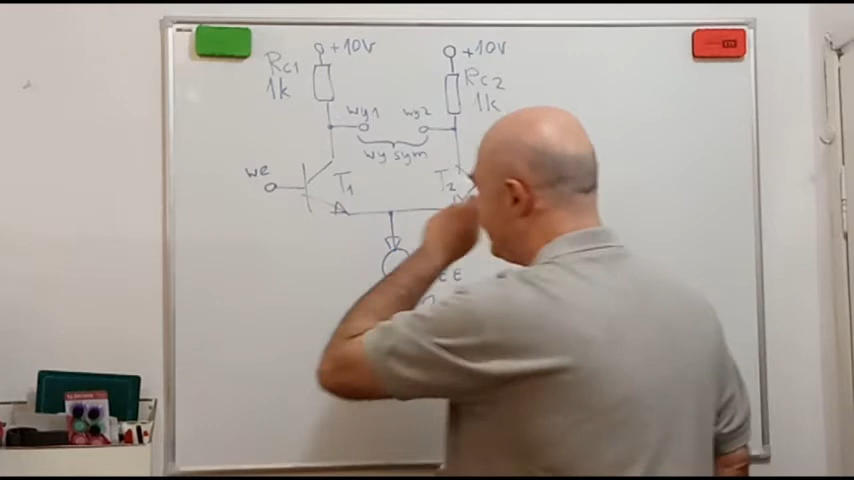 +10V
+10V
RC1
1k
RC2
1k
wy1
wy2
wy sym
we
T1
T2
E E